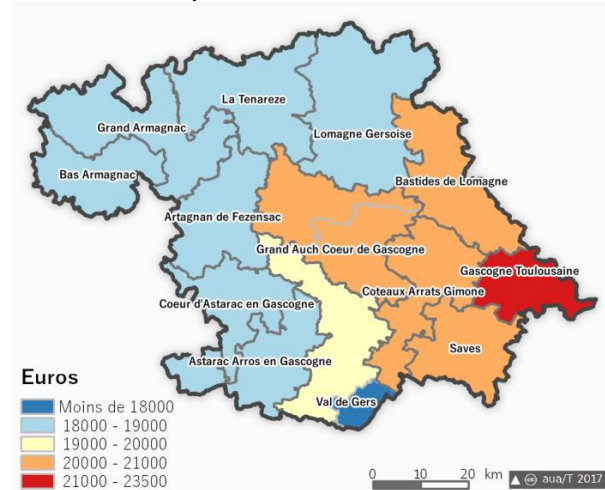 La Tenareze
Grand Armagnac
Lomagne Gersoise
Bas Armagnac
Bastides de Lomagne
Artagnan de Fezensac
Grand Auch Coeur de Gascogne
Gascogne Toulousaine
Coteaux Arrats Gimone
Coeur d'Astarac en Gascogne
Saves
Astarac Arros en Gascogne
Val de Gers
Euros
Moins de 18000
18000 - 19000
19000 - 20000
20000 - 21000
21000 - 23500
0 10 20 km
aua/T 2017